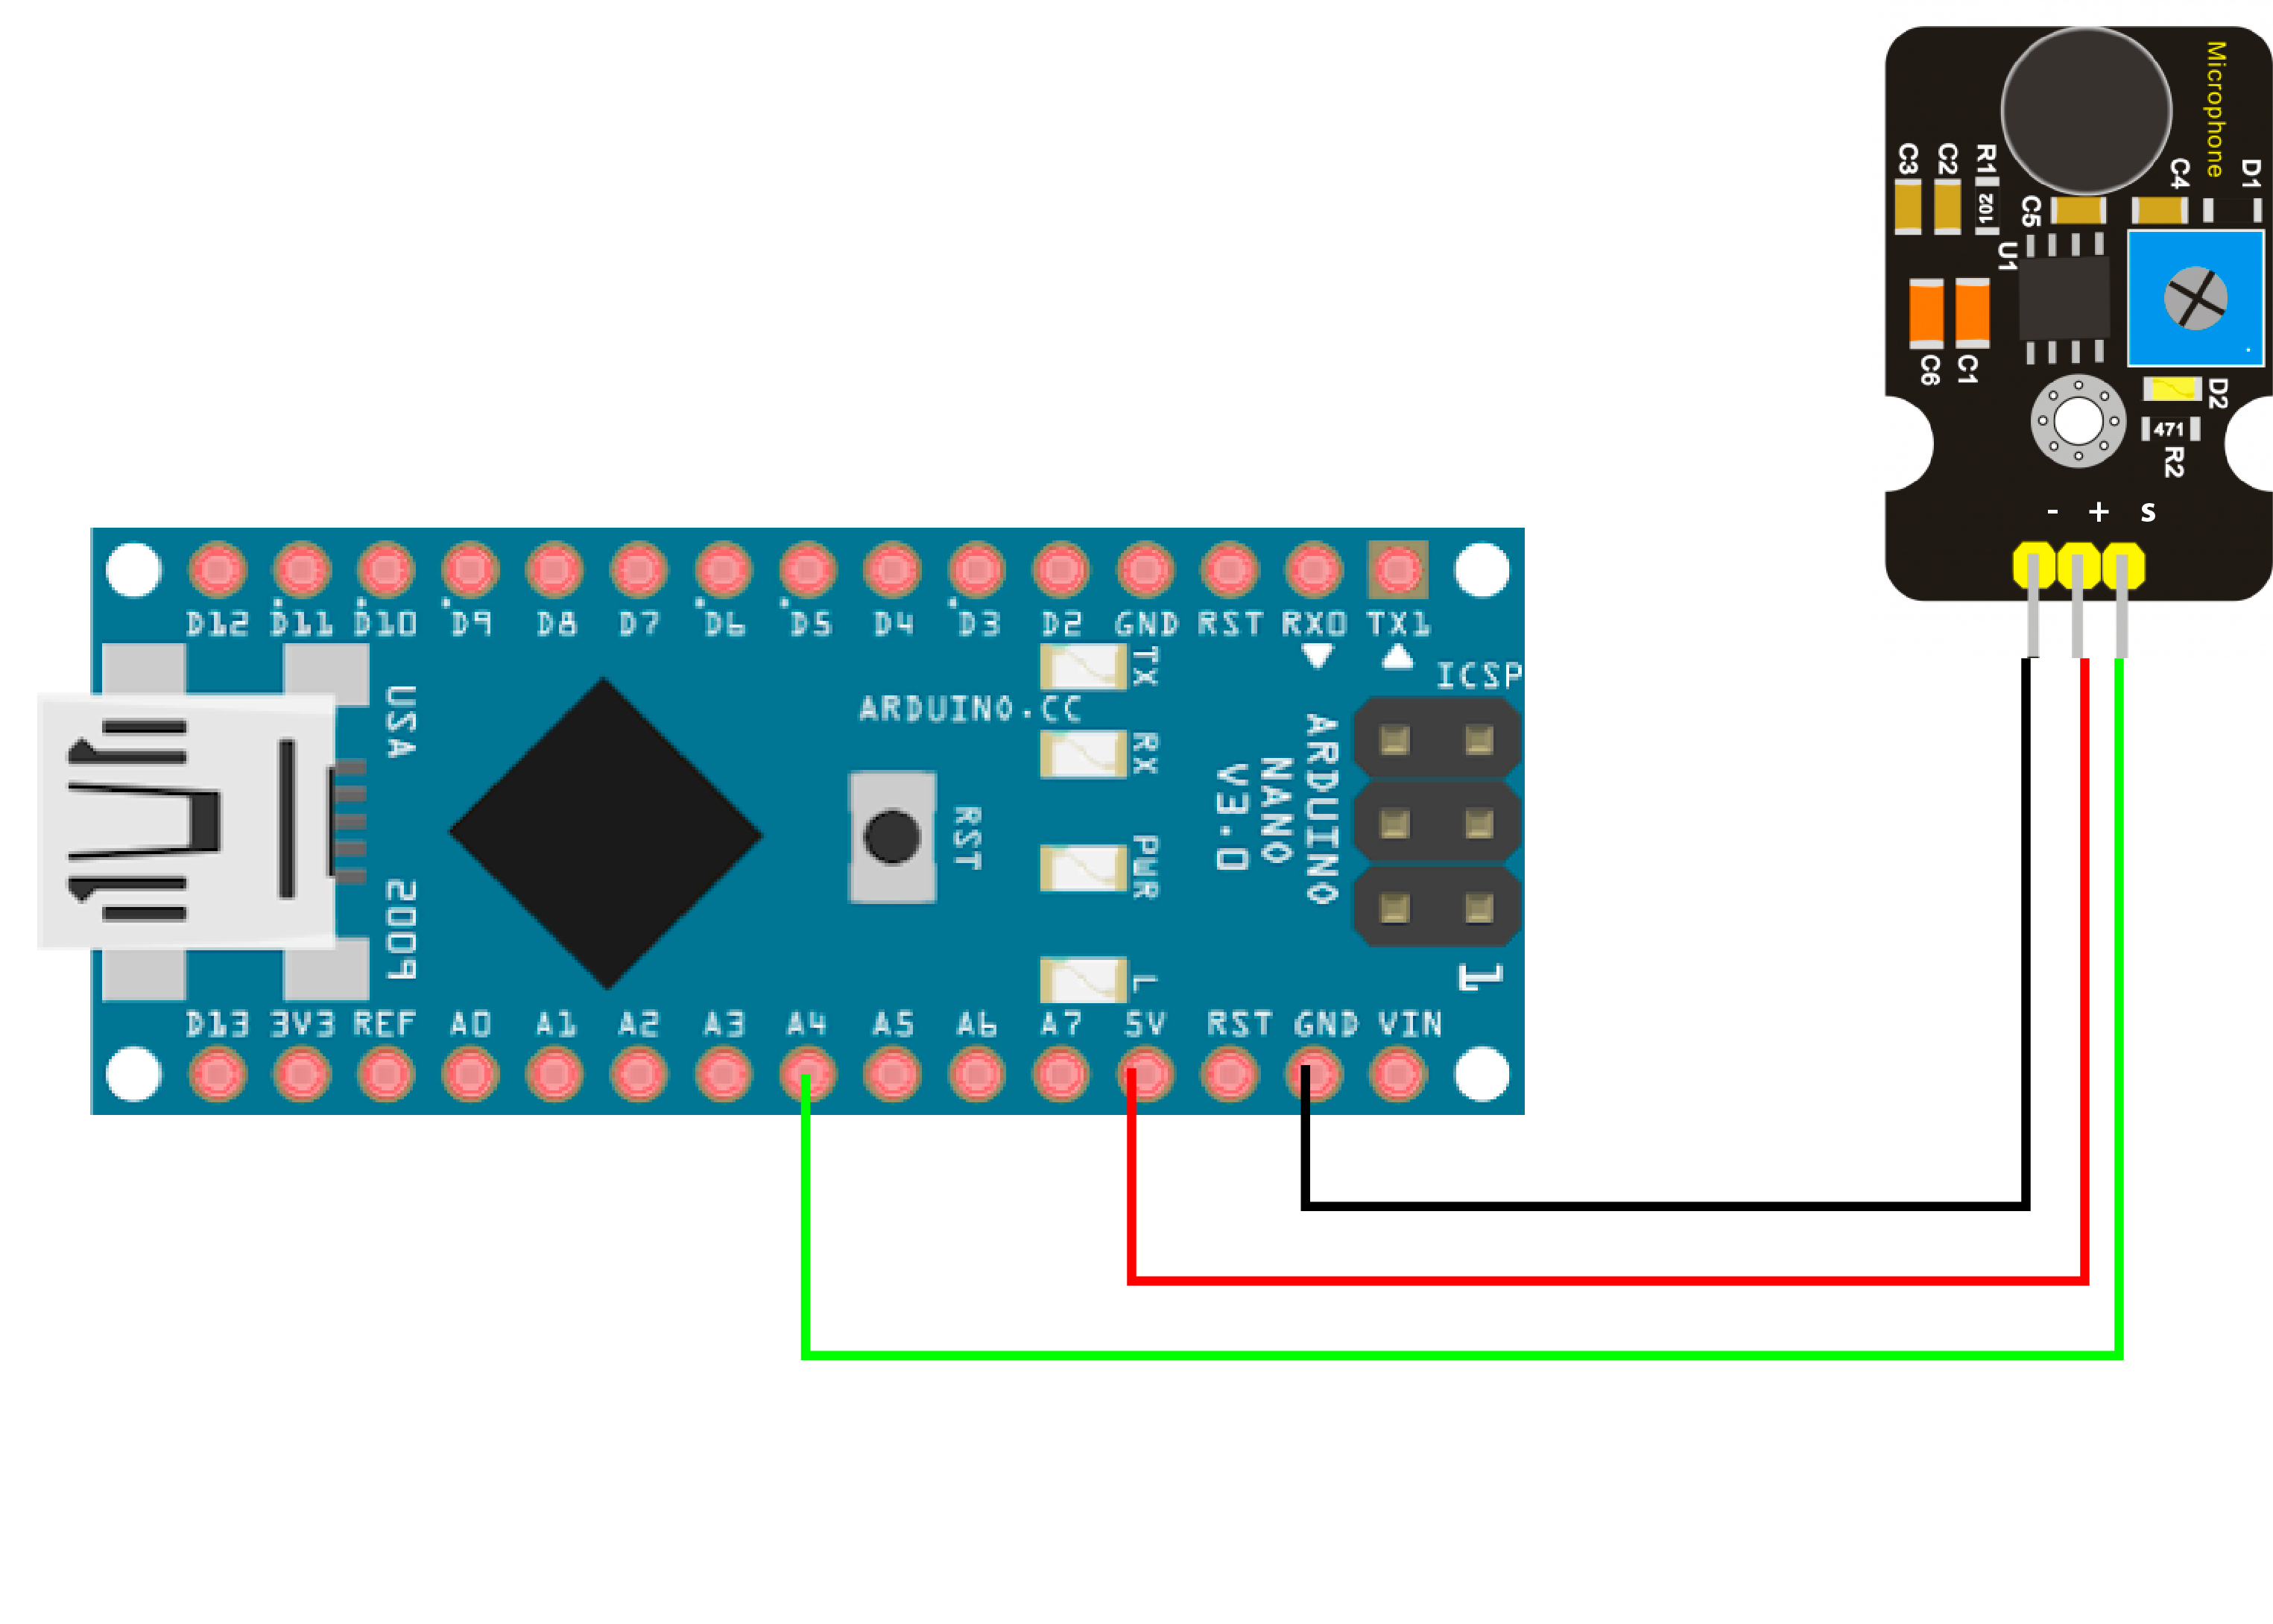 Microphone
C3 C2 R1 C4 D1
102
C5
U1
C6 C1
D2
471
R2
- + s
D12 D11 D10 D9 D8 D7 D6 D5 D4 D3 D2 GND RST RX0 TX1
TX
ICSP
USA
ARDUINO.CC
RX
ARDUINO
NANO
V3.0
RST
PWR
2009
L
1
D13 3V3 REF A0 A1 A2 A3 A4 A5 A6 A7 5V RST GND VIN